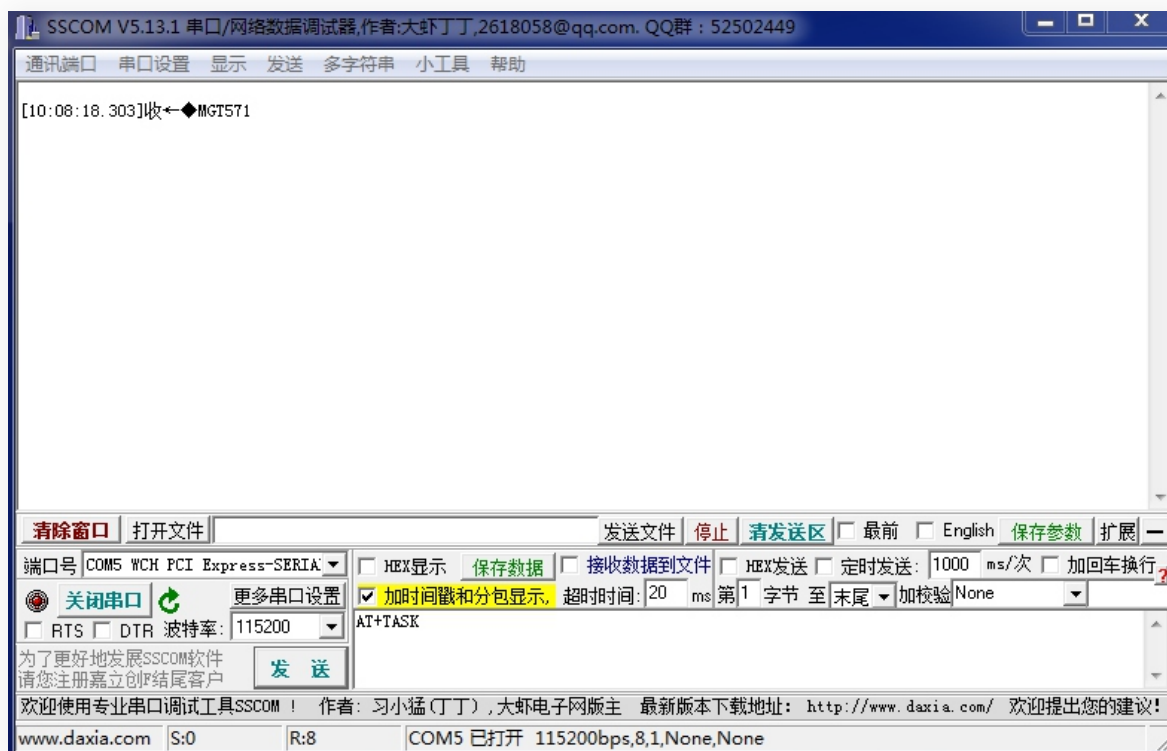 SSCOM V5.13.1 串口/网络数据调试器,作者:大虾丁丁,2618058@qq.com. QQ群：52502449
通讯端口 串口设置 显示 发送 多字符串 小工具 帮助
[10:08:18.303]收←◆MGT571
清除窗口 打开文件 发送文件 停止 清发送区 最前 English 保存参数 扩展 —
端口号 COM5 WCH PCI Express-SERIA HEX显示 保存数据 接收数据到文件 HEX发送 定时发送: 1000 ms/次 加回车换行
关闭串口 更多串口设置 加时间戳和分包显示, 超时时间: 20 ms 第 1 字节 至 末尾 加校验 None ?
RTS DTR 波特率: 115200 AT+TASK
为了更好地发展SSCOM软件
请您注册嘉立创F结尾客户
发 送
欢迎使用专业串口调试工具SSCOM ！ 作者: 习小猛(丁丁),大虾电子网版主 最新版本下载地址: http://www.daxia.com/ 欢迎提出您的建议!
www.daxia.com S:0 R:8 COM5 已打开 115200bps,8,1,None,None